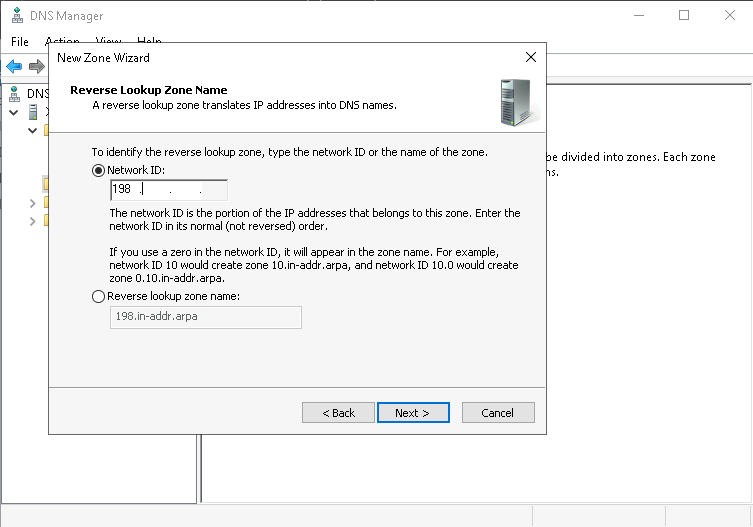 DNS Manager
File Action View Help
New Zone Wizard
Reverse Lookup Zone Name
A reverse lookup zone translates IP addresses into DNS names.
DNS
be divided into zones. Each zone
ns.
To identify the reverse lookup zone, type the network ID or the name of the zone.
Network ID:
198 . . .
The network ID is the portion of the IP addresses that belongs to this zone. Enter the
network ID in its normal (not reversed) order.
If you use a zero in the network ID, it will appear in the zone name. For example,
network ID 10 would create zone 10.in-addr.arpa, and network ID 10.0 would create
zone 0.10.in-addr.arpa.
Reverse lookup zone name:
198.in-addr.arpa
< Back Next > Cancel